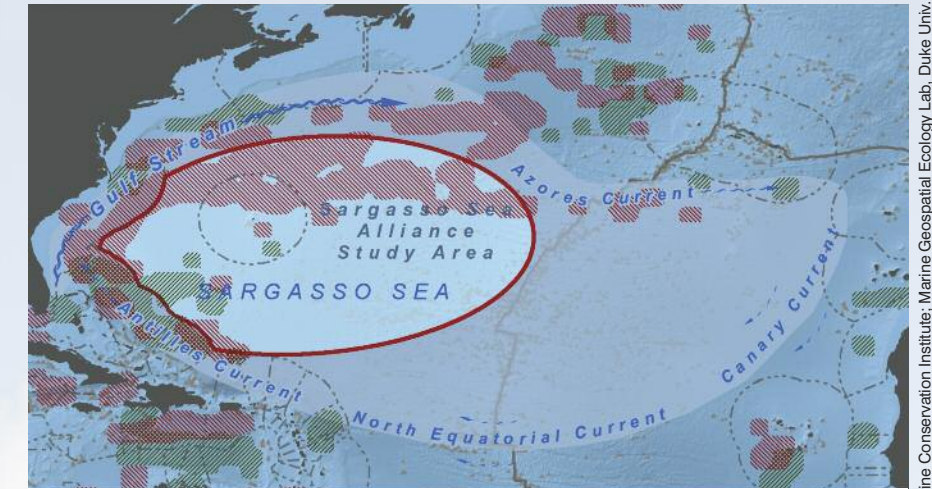 Gulf Stream
Azores Current
Sargasso Sea
Alliance
Study Area
SARGASSO SEA
Antilles Current
Canary Current
North Equatorial Current
ine Conservation Institute; Marine Geospatial Ecology Lab, Duke Univ.